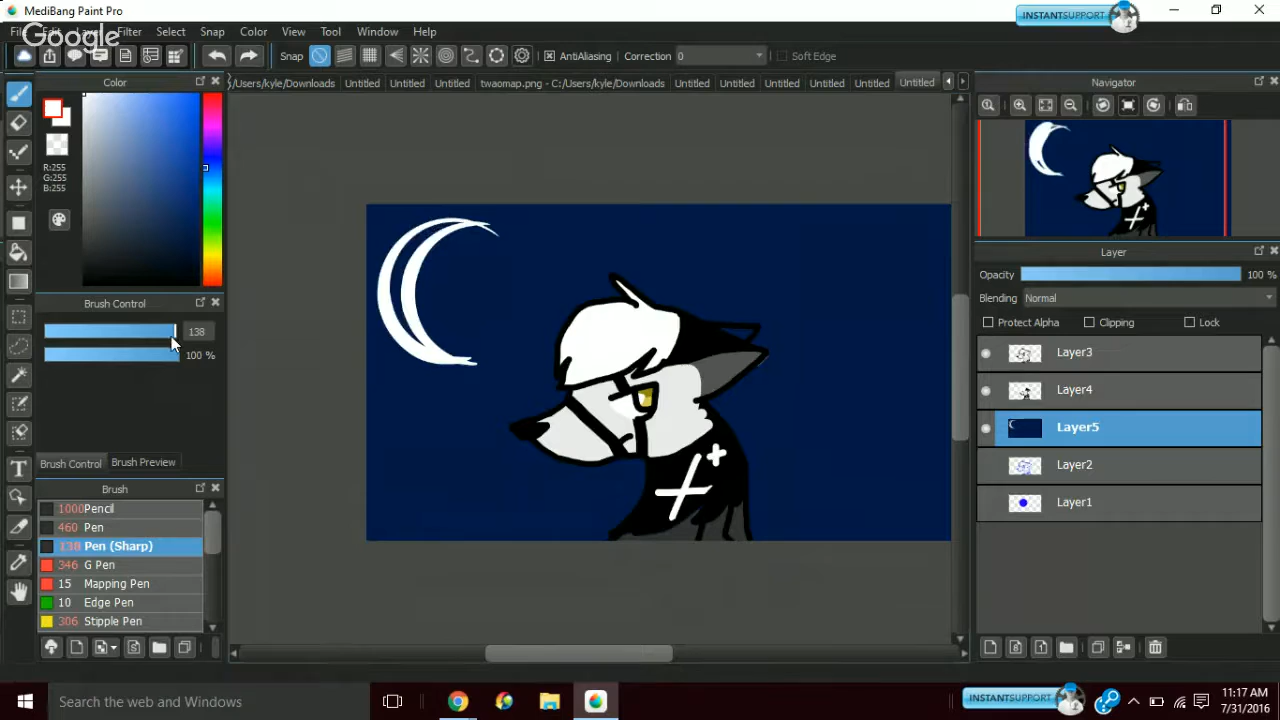 MediBang Paint Pro
INSTANTSUPPORT
File Edit Layer Filter Select Snap Color View Tool Window Help
Google
Snap AntiAliasing Correction 0 Soft Edge
Color
/Users/kyle/Downloads Untitled Untitled Untitled twaomap.png - C:/Users/kyle/Downloads Untitled Untitled Untitled Untitled Untitled Untitled
Navigator
R:255
G:255
B:255
Brush Control
138
100 %
Brush Control Brush Preview
Brush
1000 Pencil
460 Pen
138 Pen (Sharp)
346 G Pen
15 Mapping Pen
10 Edge Pen
306 Stipple Pen
Layer
Opacity 100 %
Blending Normal
Protect Alpha Clipping Lock
Layer3
Layer4
Layer5
Layer2
Layer1
Search the web and Windows
INSTANTSUPPORT
11:17 AM
7/31/2016